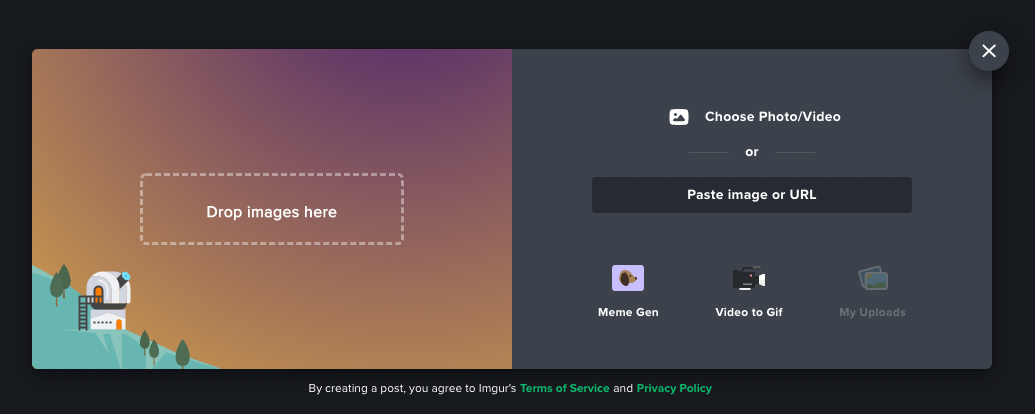 Drop images here
Choose Photo/Video
or
Paste image or URL
Meme Gen
Video to Gif
My Uploads
By creating a post, you agree to Imgur's Terms of Service and Privacy Policy